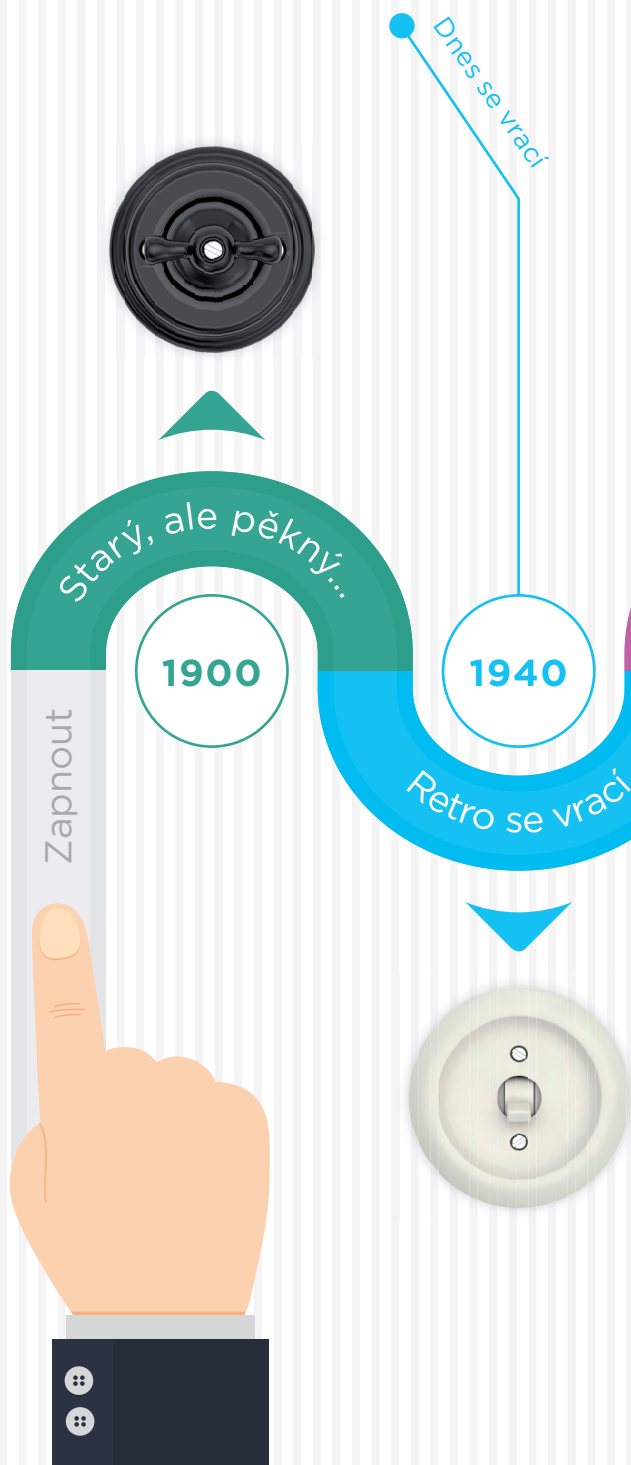 Dnes se vrací
Starý, ale pěkný...
1900
1940
Zapnout
Retro se vrací